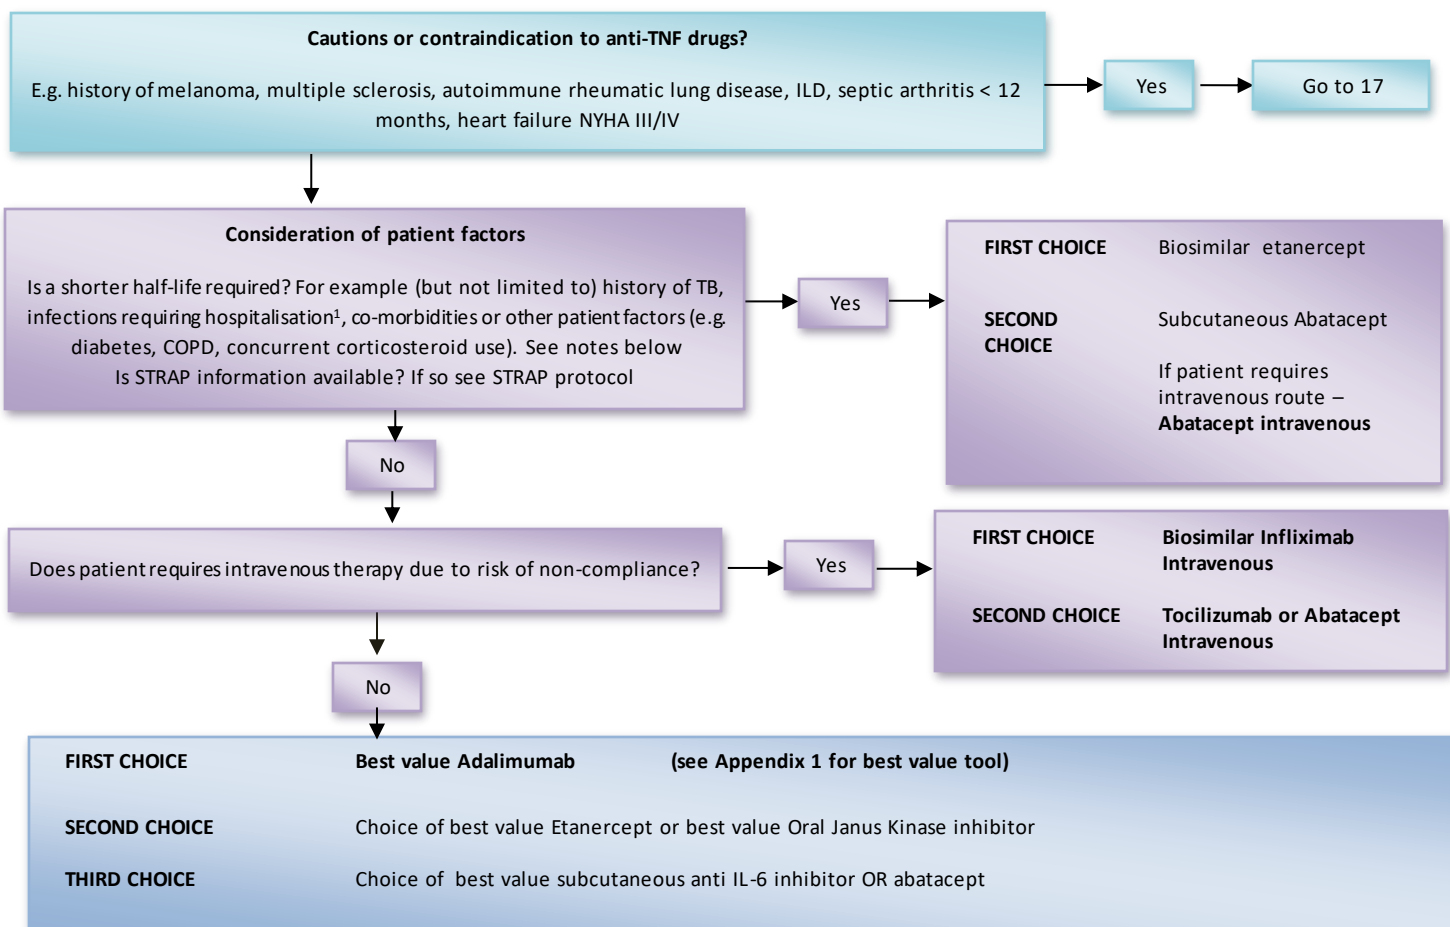 Cautions or contraindication to anti-TNF drugs?
E.g. history of melanoma, multiple sclerosis, autoimmune rheumatic lung disease, ILD, septic arthritis < 12
months, heart failure NYHA III/IV
Yes
Go to 17
Consideration of patient factors
Is a shorter half-life required? For example (but not limited to) history of TB,
infections requiring hospitalisation¹, co-morbidities or other patient factors (e.g.
diabetes, COPD, concurrent corticosteroid use). See notes below
Is STRAP information available? If so see STRAP protocol
Yes
FIRST CHOICE Biosimilar etanercept
SECOND CHOICE Subcutaneous Abatacept
If patient requires
intravenous route –
Abatacept intravenous
No
Does patient requires intravenous therapy due to risk of non-compliance?
Yes
FIRST CHOICE Biosimilar Infliximab
Intravenous
SECOND CHOICE Tocilizumab or Abatacept
Intravenous
No
FIRST CHOICE Best value Adalimumab (see Appendix 1 for best value tool)
SECOND CHOICE Choice of best value Etanercept or best value Oral Janus Kinase inhibitor
THIRD CHOICE Choice of best value subcutaneous anti IL-6 inhibitor OR abatacept